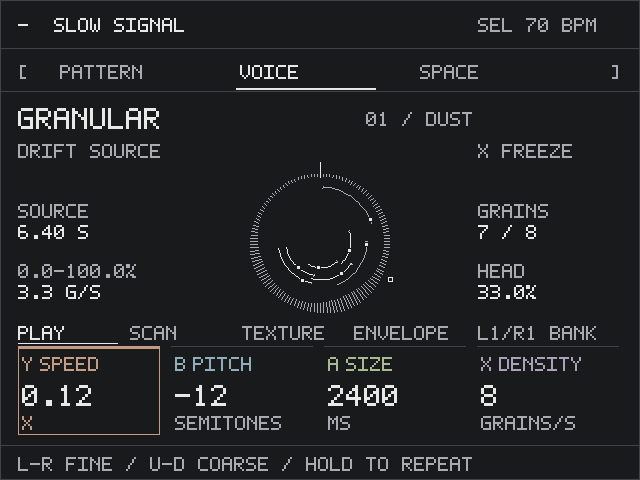 — SLOW SIGNAL SEL 70 BPM
[ PATTERN VOICE SPACE ]
GRANULAR 01 / DUST
DRIFT SOURCE X FREEZE
SOURCE GRAINS
6.40 S 7 / 8
0.0-100.0% HEAD
3.3 G/S 33.0%
PLAY SCAN TEXTURE ENVELOPE L1/R1 BANK
Y SPEED B PITCH A SIZE X DENSITY
0.12 -12 2400 8
X SEMITONES MS GRAINS/S
L-R FINE / U-D COARSE / HOLD TO REPEAT